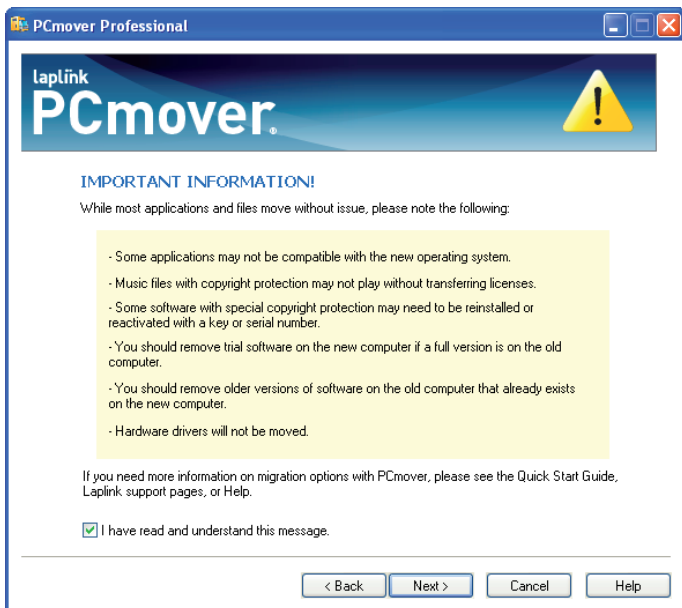 PCmover Professional
laplink
PCmover®
IMPORTANT INFORMATION!
While most applications and files move without issue, please note the following:
- Some applications may not be compatible with the new operating system.
- Music files with copyright protection may not play without transferring licenses.
- Some software with special copyright protection may need to be reinstalled or
reactivated with a key or serial number.
- You should remove trial software on the new computer if a full version is on the old
computer.
- You should remove older versions of software on the old computer that already exists
on the new computer.
- Hardware drivers will not be moved.
If you need more information on migration options with PCmover, please see the Quick Start Guide,
Laplink support pages, or Help.
I have read and understand this message.
< Back Next > Cancel Help